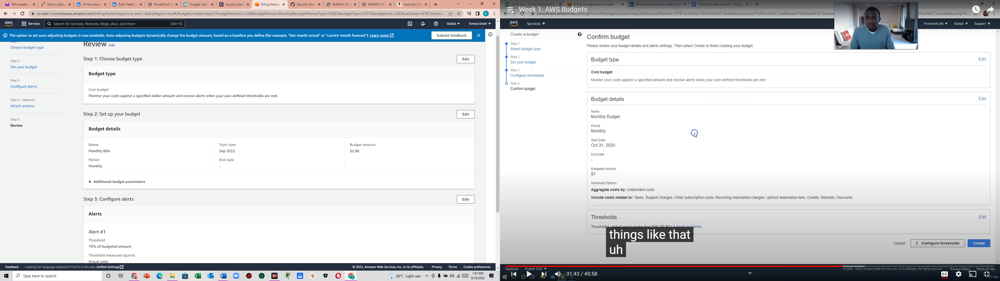 (39 unread) -
Slack | cyberg
All the resour
Post | Feed | L
PowerPoint P
Google Caler
Quizizz Creat
Billing Manag
Security Over
EMMA'S CV
EMMA'S CV
Hack the Cyb
us-east-1.console.aws.amazon.com/billing/home?region=us-east-1&skipRegion=true#/budgets/create/steps/5?budgetAmount=2.00&budgetPeriod=Monthly&budgetPlannerType=FIXED&budgetType=COST&budgetUnit=USD&utcDates=%7B"inclusiv...
aws
Services
Search for services, features, blogs, docs, and more
[Alt+S]
Global
Emma Onoh
The option to set auto-adjusting budgets is now available. Auto-adjusting budgets dynamically change the budget amount, based on a baseline you define (for example, "last month actual" or "current month forecast"). Learn more
Submit feedback
Choose budget type
Step 2
Set your budget
Step 3
Configure alerts
Step 4 - Optional
Attach actions
Step 5
Review
Review Info
Step 1: Choose budget type
Edit
Budget type
Cost budget
Monitor your costs against a specified dollar amount and receive alerts when your user-defined thresholds are met.
Step 2: Set up your budget
Edit
Budget details
Name
Monthly Bills
Period
Monthly
Start date
Sep 2022
End date
-
Budget amount
$2.00
Additional budget parameters
Step 3: Configure alerts
Edit
Alerts
Alert #1
Threshold
70% of budgeted amount
Threshold measured against
Actual costs
Feedback
Looking for language selection? Find it in the new Unified Settings
© 2022, Amazon Web Services, Inc. or its affiliates.
Privacy
Terms
Cookie preferences
Type here to search
28°C Light rain
1:01 PM
9/10/2022
AWW App | Online Whiteboard
Billing Management Console
All the resources you need to ge
Cloud Engineer Resume - Googl
Week 1: AWS Budgets
console.aws.amazon.com/billing/home?#/budgets/create/steps/4?advancedOptions=%7B"includeTax"%3Atrue%2C"includeSubscription"%3Atrue%2C"useBlended"%3Afalse%2C"include
Atrue%2C"includeRecurring"%...
aws
Services
PracticeAcctB
Global
Support
Create a budget
Step 1
Select budget type
Step 2
Set your budget
Step 3
Configure thresholds
Step 4
Confirm budget
Confirm budget
Please review your budget details and alerts settings. Then select Create to finish creating your budget.
Budget type
Edit
Cost budget
Monitor your costs against a specified amount and receive alerts when your user-defined thresholds are met.
Budget details
Edit
Name
Monthly Budget
Period
Monthly
Start Date
Oct 31, 2020
End Date
-
Budgeted amount
$1
Advanced Options
Aggregate costs by: Unblended costs
Include costs related to: Taxes, Support charges, Other subscription costs, Recurring reservation charges, Upfront reservation fees, Credits, Refunds, Discounts
Thresholds
Edit
Threshold 1 - Actual cost is greater than 80% ($0.80) | 1 email recipients
things like that
uh
Cancel
Configure thresholds
Create
Feedback
English (US)
© 2008 - 2020, Amazon Web Services, Inc. or its affiliates. All rights reserved.
Privacy Policy
Terms of Use
31:43 / 45:58
CC